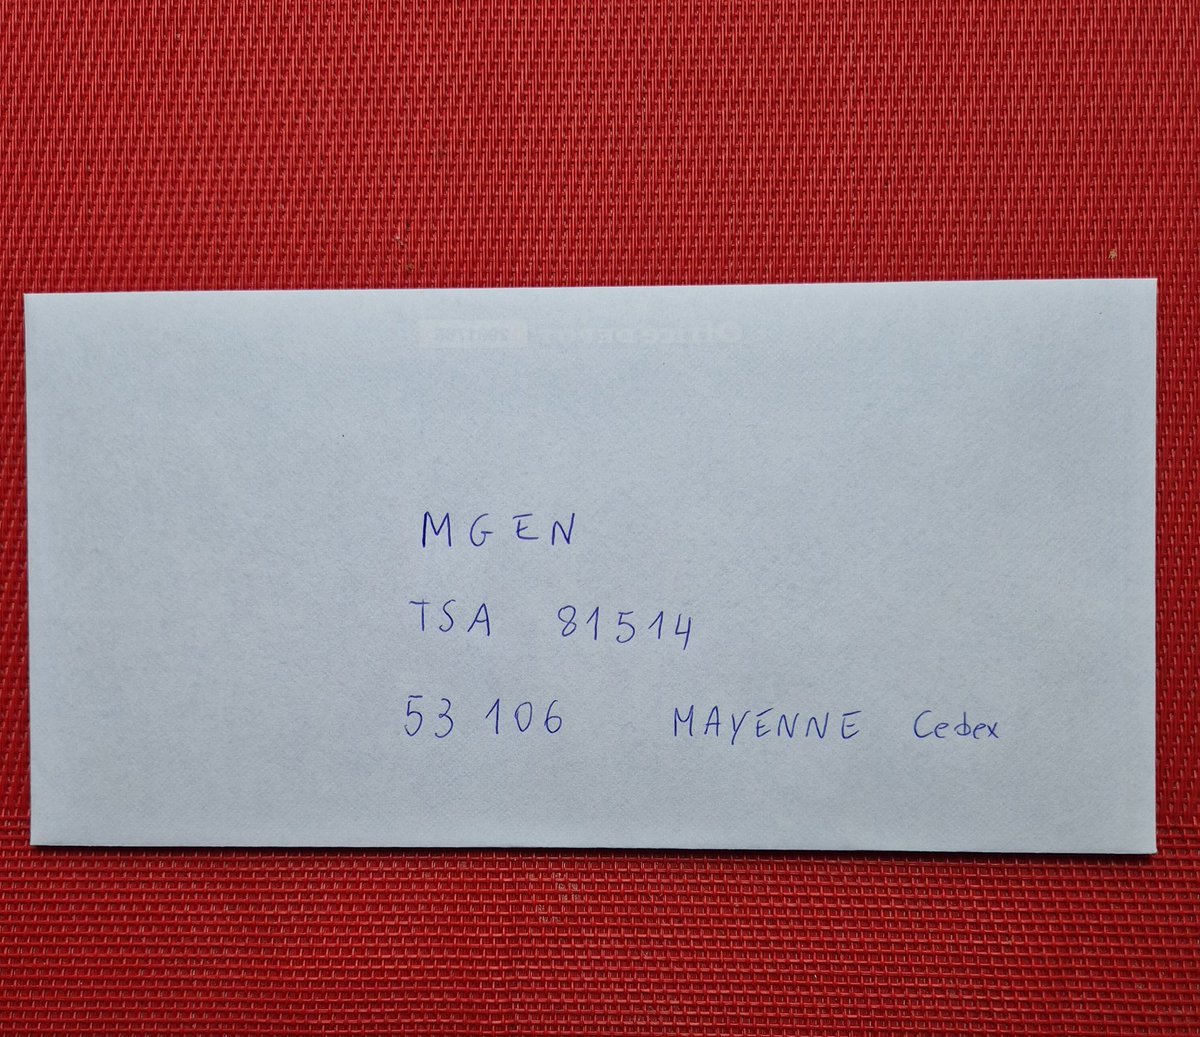 MGEN
TSA 81514
53 106 MAYENNE Cedex